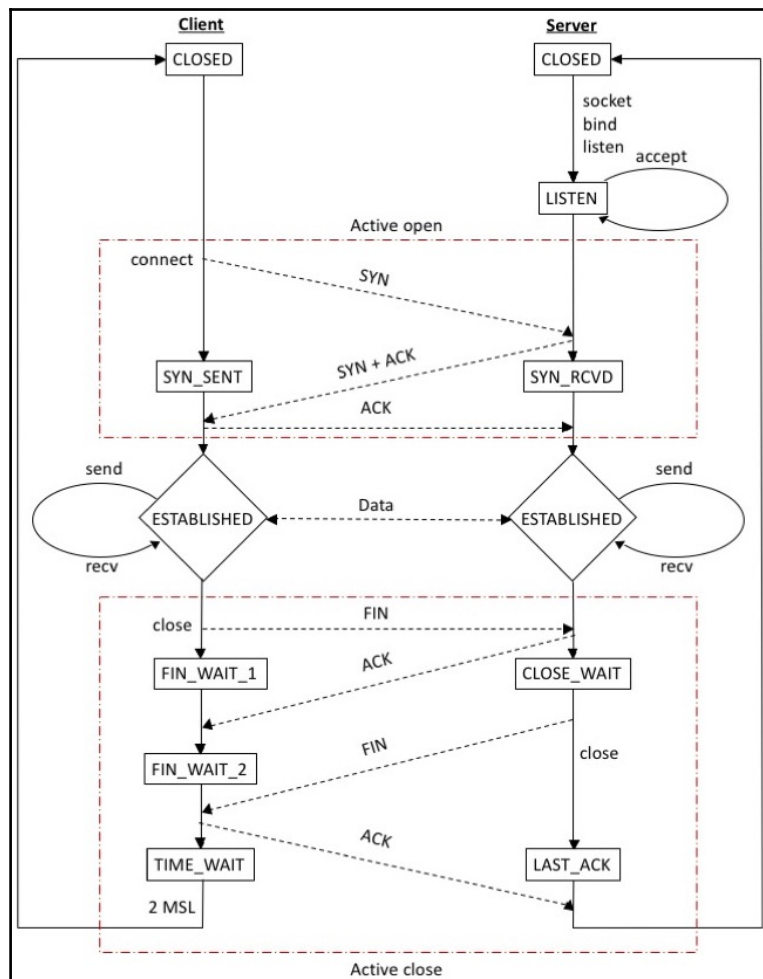 Client
Server
CLOSED
CLOSED
socket
bind
listen
accept
LISTEN
Active open
connect
SYN
SYN + ACK
SYN_SENT
SYN_RCVD
ACK
send
send
ESTABLISHED
Data
ESTABLISHED
recv
recv
close
FIN
FIN_WAIT_1
ACK
CLOSE_WAIT
FIN
close
FIN_WAIT_2
ACK
TIME_WAIT
LAST_ACK
2 MSL
Active close